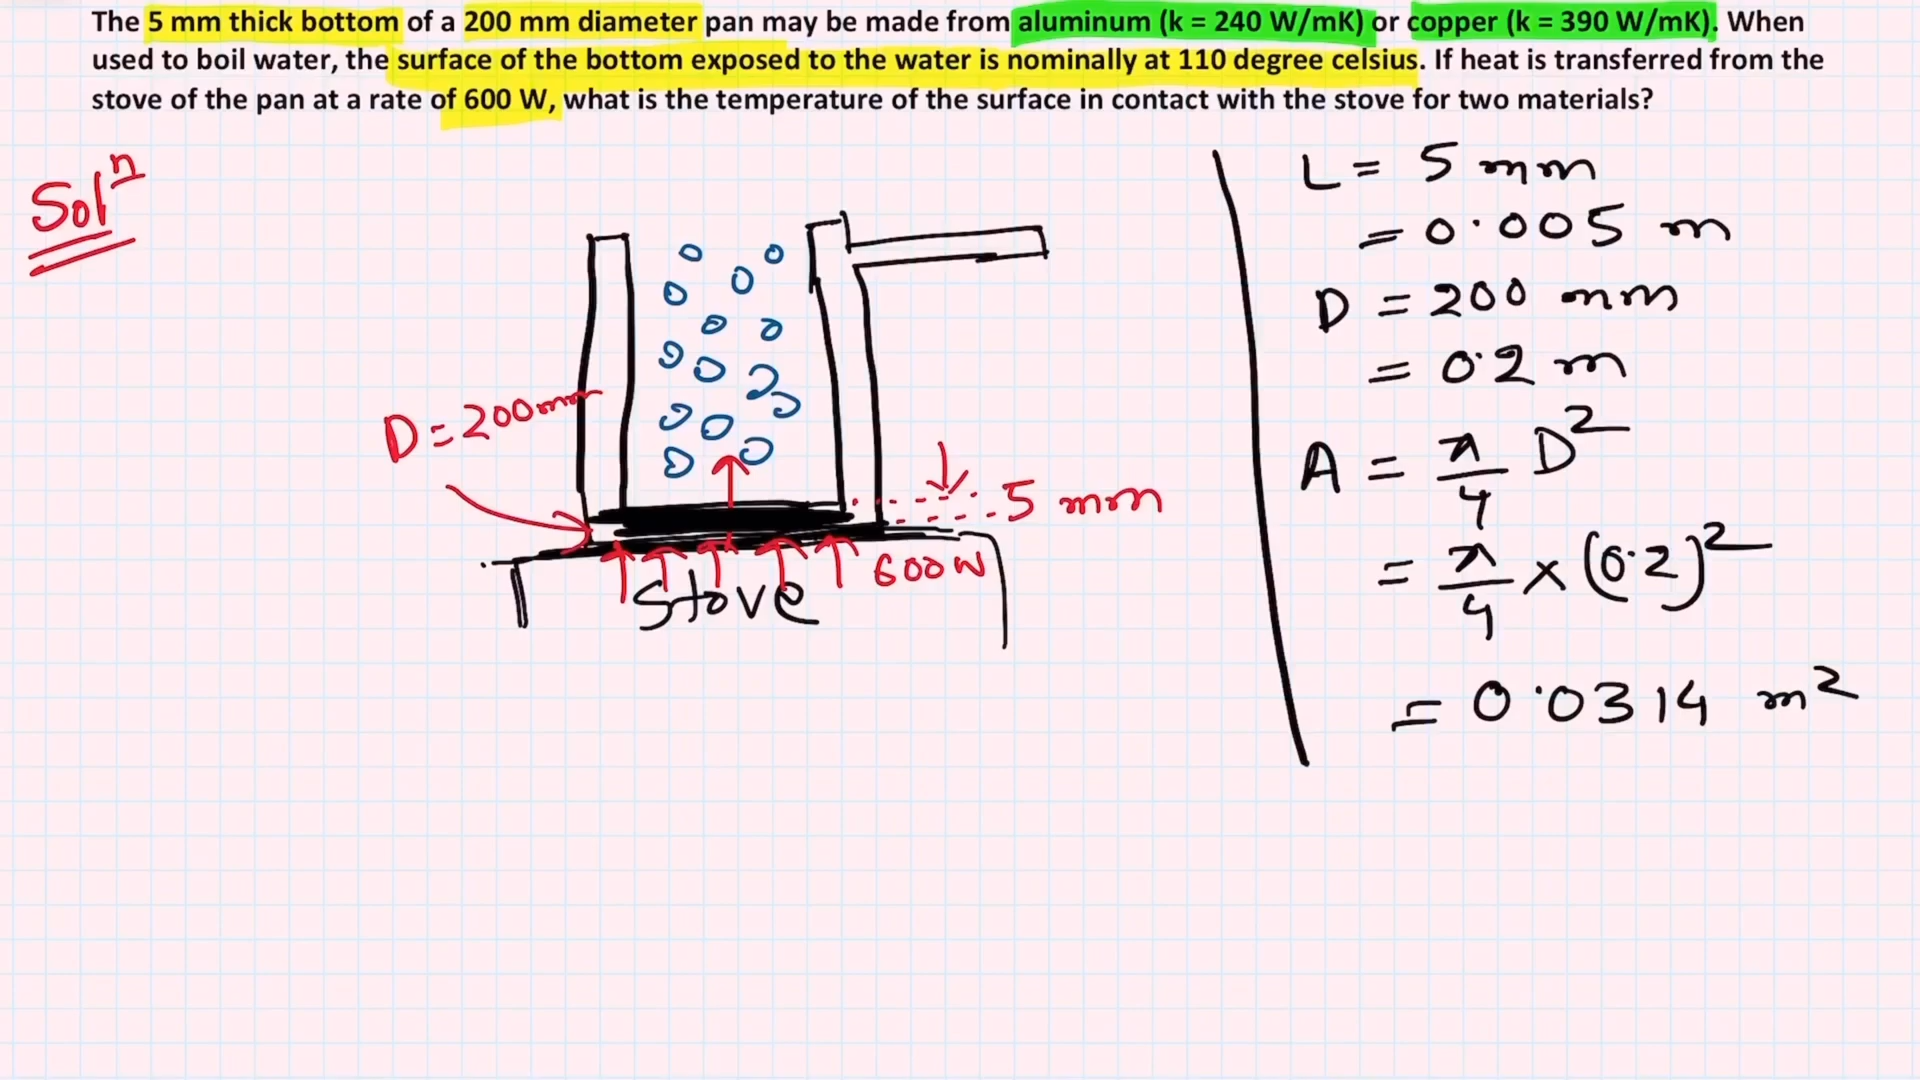 The 5 mm thick bottom of a 200 mm diameter pan may be made from aluminum (k = 240 W/mK) or copper (k = 390 W/mK). When
used to boil water, the surface of the bottom exposed to the water is nominally at 110 degree celsius. If heat is transferred from the
stove of the pan at a rate of 600 W, what is the temperature of the surface in contact with the stove for two materials?
Solⁿ
D = 200 mm
5 mm
600 W
Stove
L = 5 mm
= 0.005 m
D = 200 mm
= 0.2 m
A = π/4 D²
= π/4 × (0.2)²
= 0.0314 m²